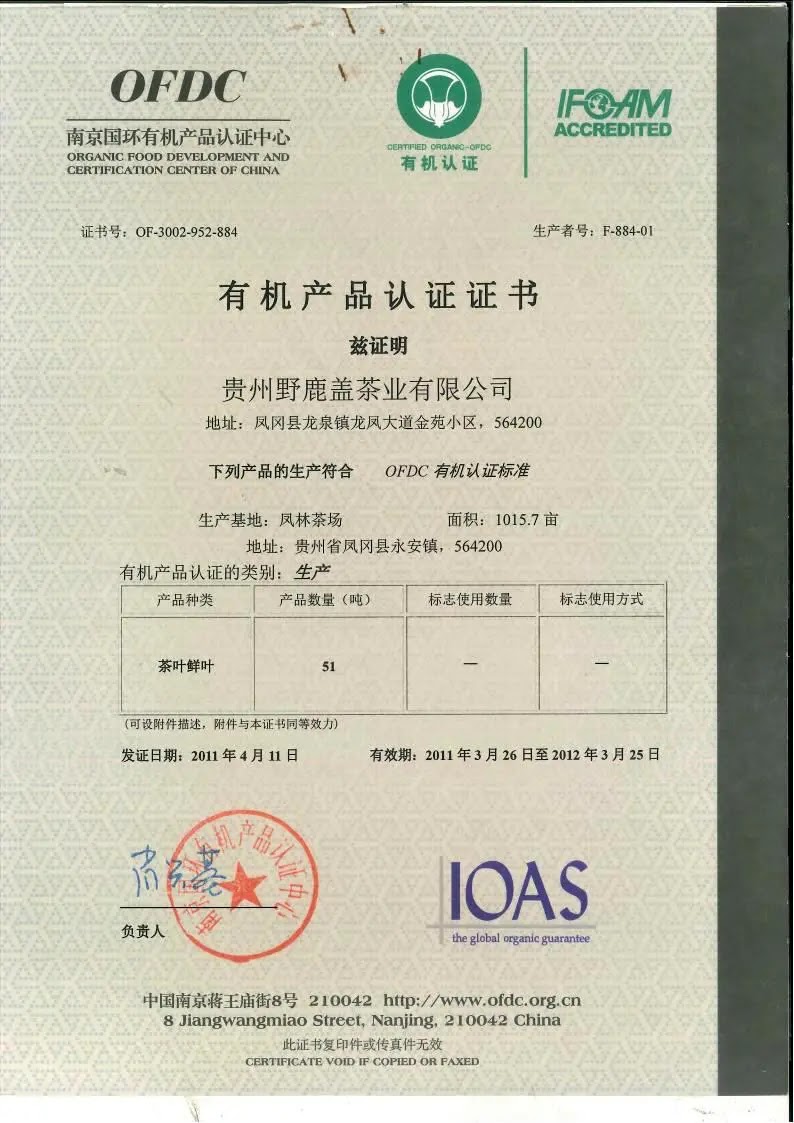 OFDC
南京国环有机产品认证中心
ORGANIC FOOD DEVELOPMENT AND
CERTIFICATION CENTER OF CHINA
CERTIFIED ORGANIC-OFDC
有机认证
IFOAM
ACCREDITED
证书号：OF-3002-952-884
生产者号：F-884-01
有机产品认证证书
兹证明
贵州野鹿盖茶业有限公司
地址：凤冈县龙泉镇龙凤大道金苑小区，564200
下列产品的生产符合 OFDC 有机认证标准
生产基地：凤林茶场 面积：1015.7 亩
地址：贵州省凤冈县永安镇，564200
有机产品认证的类别：生产
产品种类 产品数量（吨） 标志使用数量 标志使用方式
茶叶鲜叶 51 — —
(可设附件描述，附件与本证书同等效力)
发证日期：2011 年 4 月 11 日 有效期：2011 年 3 月 26 日至 2012 年 3 月 25 日
南京国环有机产品认证中心
负责人
IOAS
the global organic guarantee
中国南京蒋王庙街8号 210042 http://www.ofdc.org.cn
8 Jiangwangmiao Street, Nanjing, 210042 China
此证书复印件或传真件无效
CERTIFICATE VOID IF COPIED OR FAXED